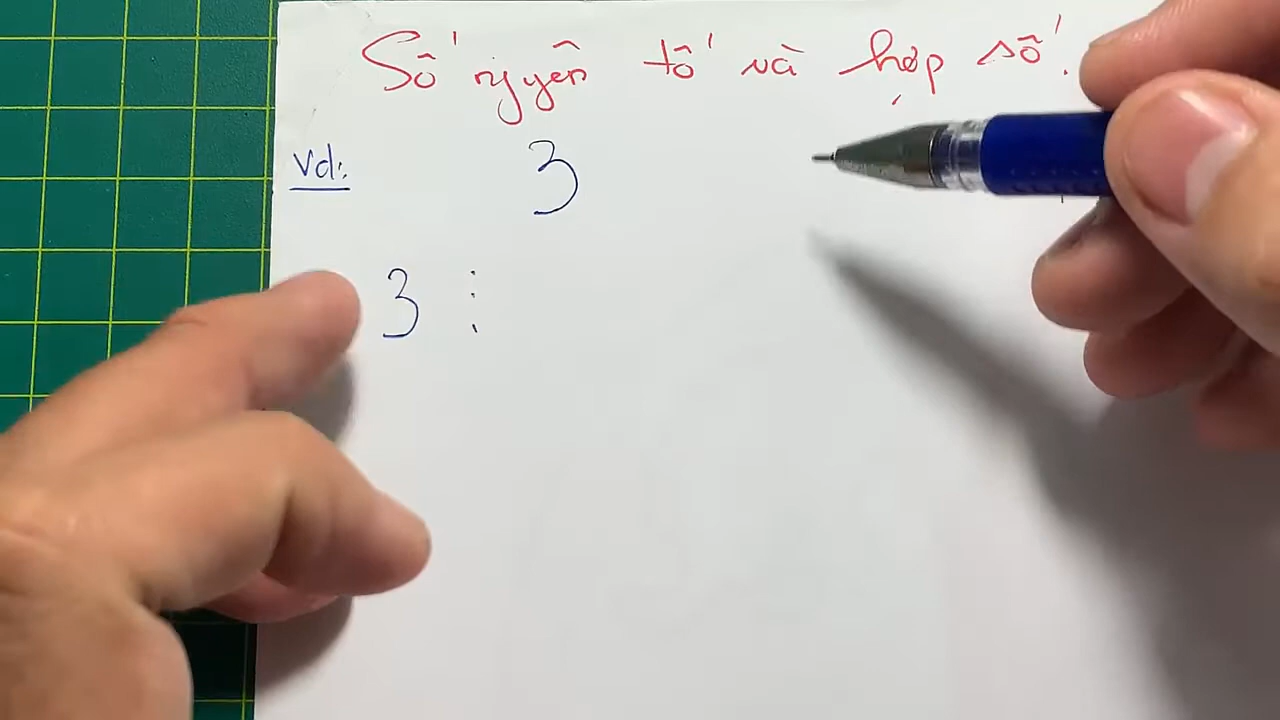 Số nguyên tố và hợp số.
Vd: 3
3 ⋮